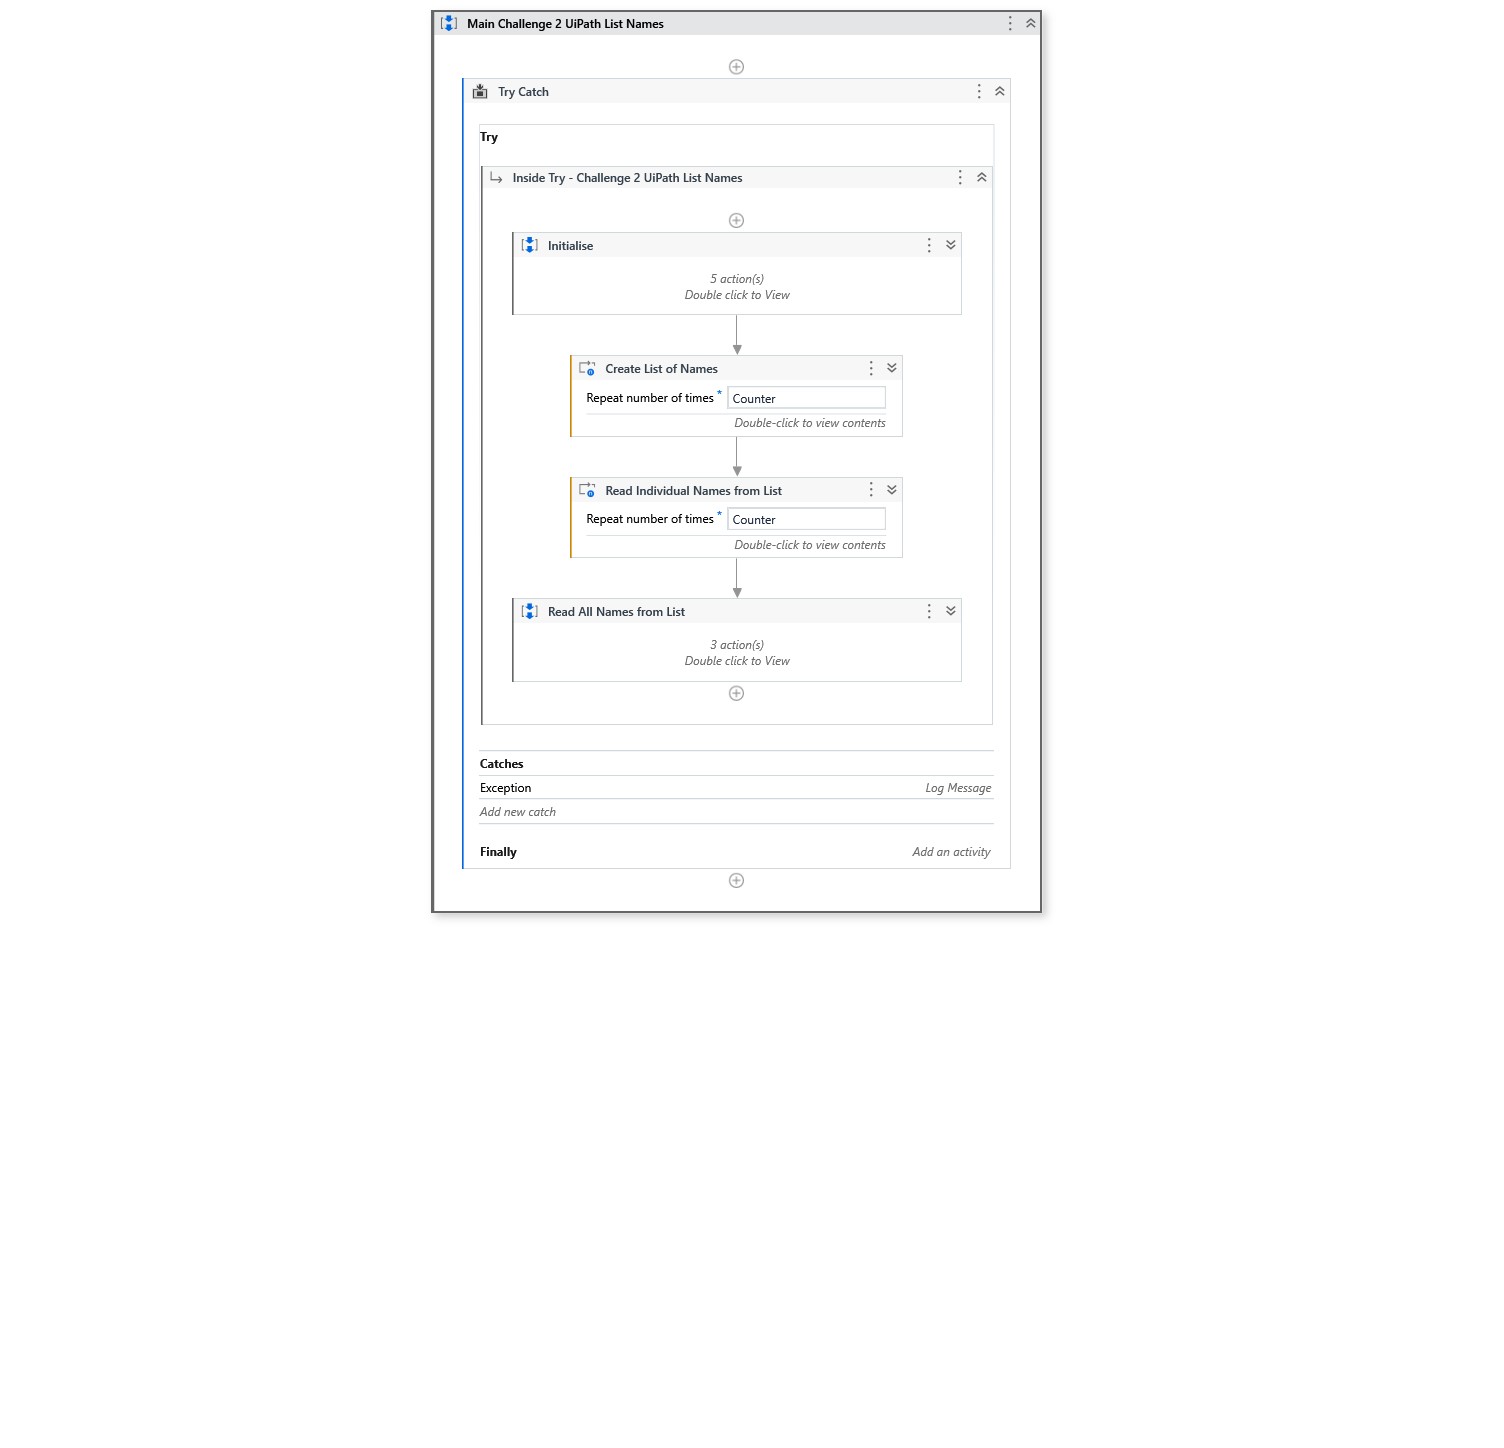 Main Challenge 2 UiPath List Names
Try Catch
Try
Inside Try - Challenge 2 UiPath List Names
Initialise
5 action(s)
Double click to View
Create List of Names
Repeat number of times * Counter
Double-click to view contents
Read Individual Names from List
Repeat number of times * Counter
Double-click to view contents
Read All Names from List
3 action(s)
Double click to View
Catches
Exception Log Message
Add new catch
Finally Add an activity